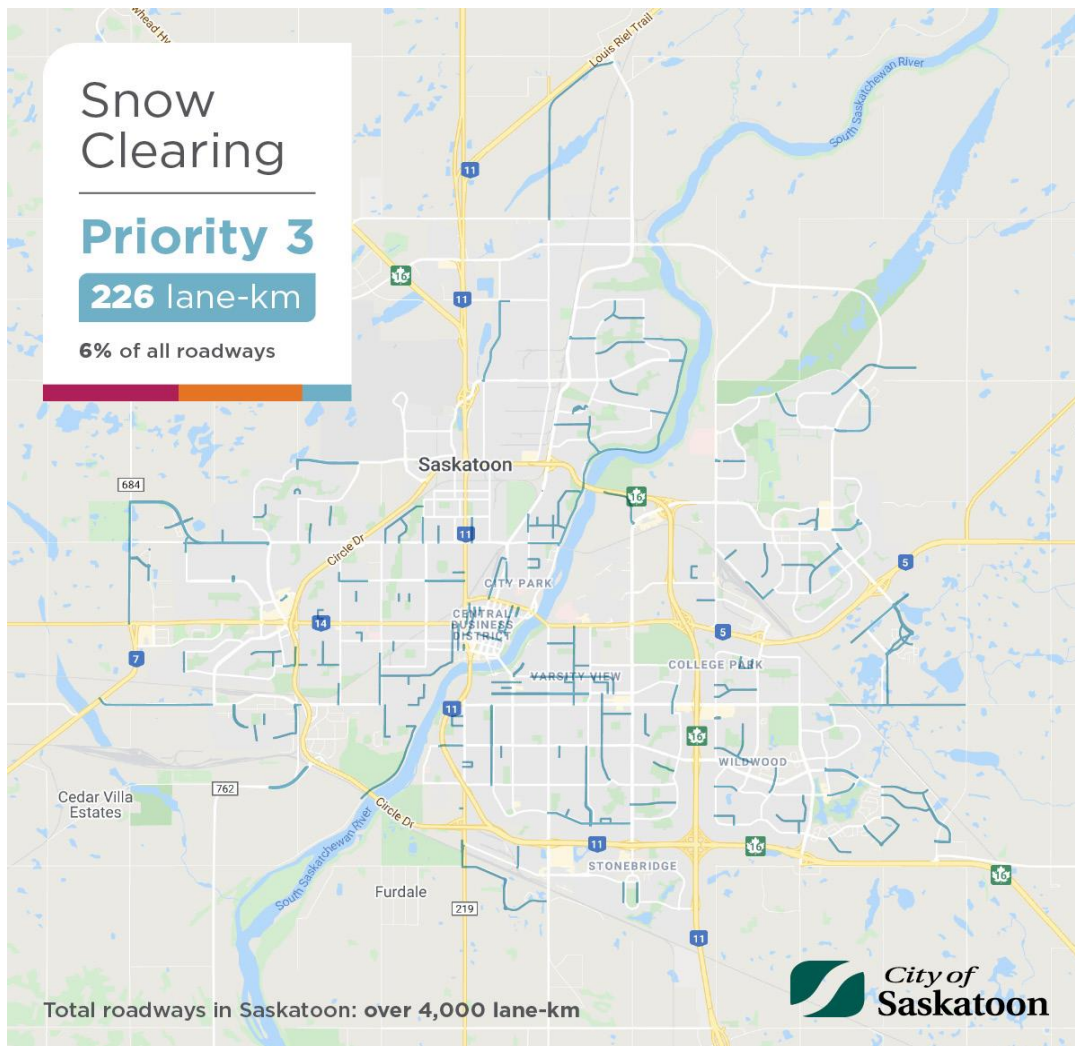 Snow
Clearing
Priority 3
226 lane-km
6% of all roadways
Louis Riel Trail
South Saskatchewan River
11
16
11
Saskatoon
684
16
Circle Dr
11
CITY PARK
5
CENTRAL
BUSINESS
DISTRICT
14
5
7
COLLEGE PARK
VARSITY VIEW
11
16
WILDWOOD
762
Cedar Villa
Estates
Circle Dr
South Saskatchewan River
11
16
STONEBRIDGE
16
Furdale
219
11
City of
Saskatoon
Total roadways in Saskatoon: over 4,000 lane-km